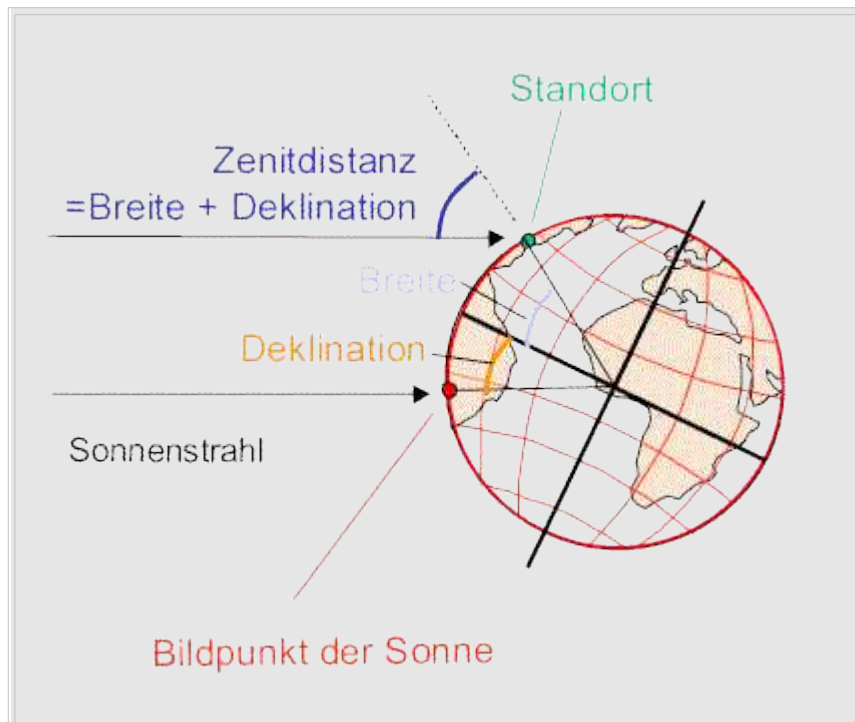 Standort
Zenitdistanz
=Breite + Deklination
Breite
Deklination
Sonnenstrahl
Bildpunkt der Sonne